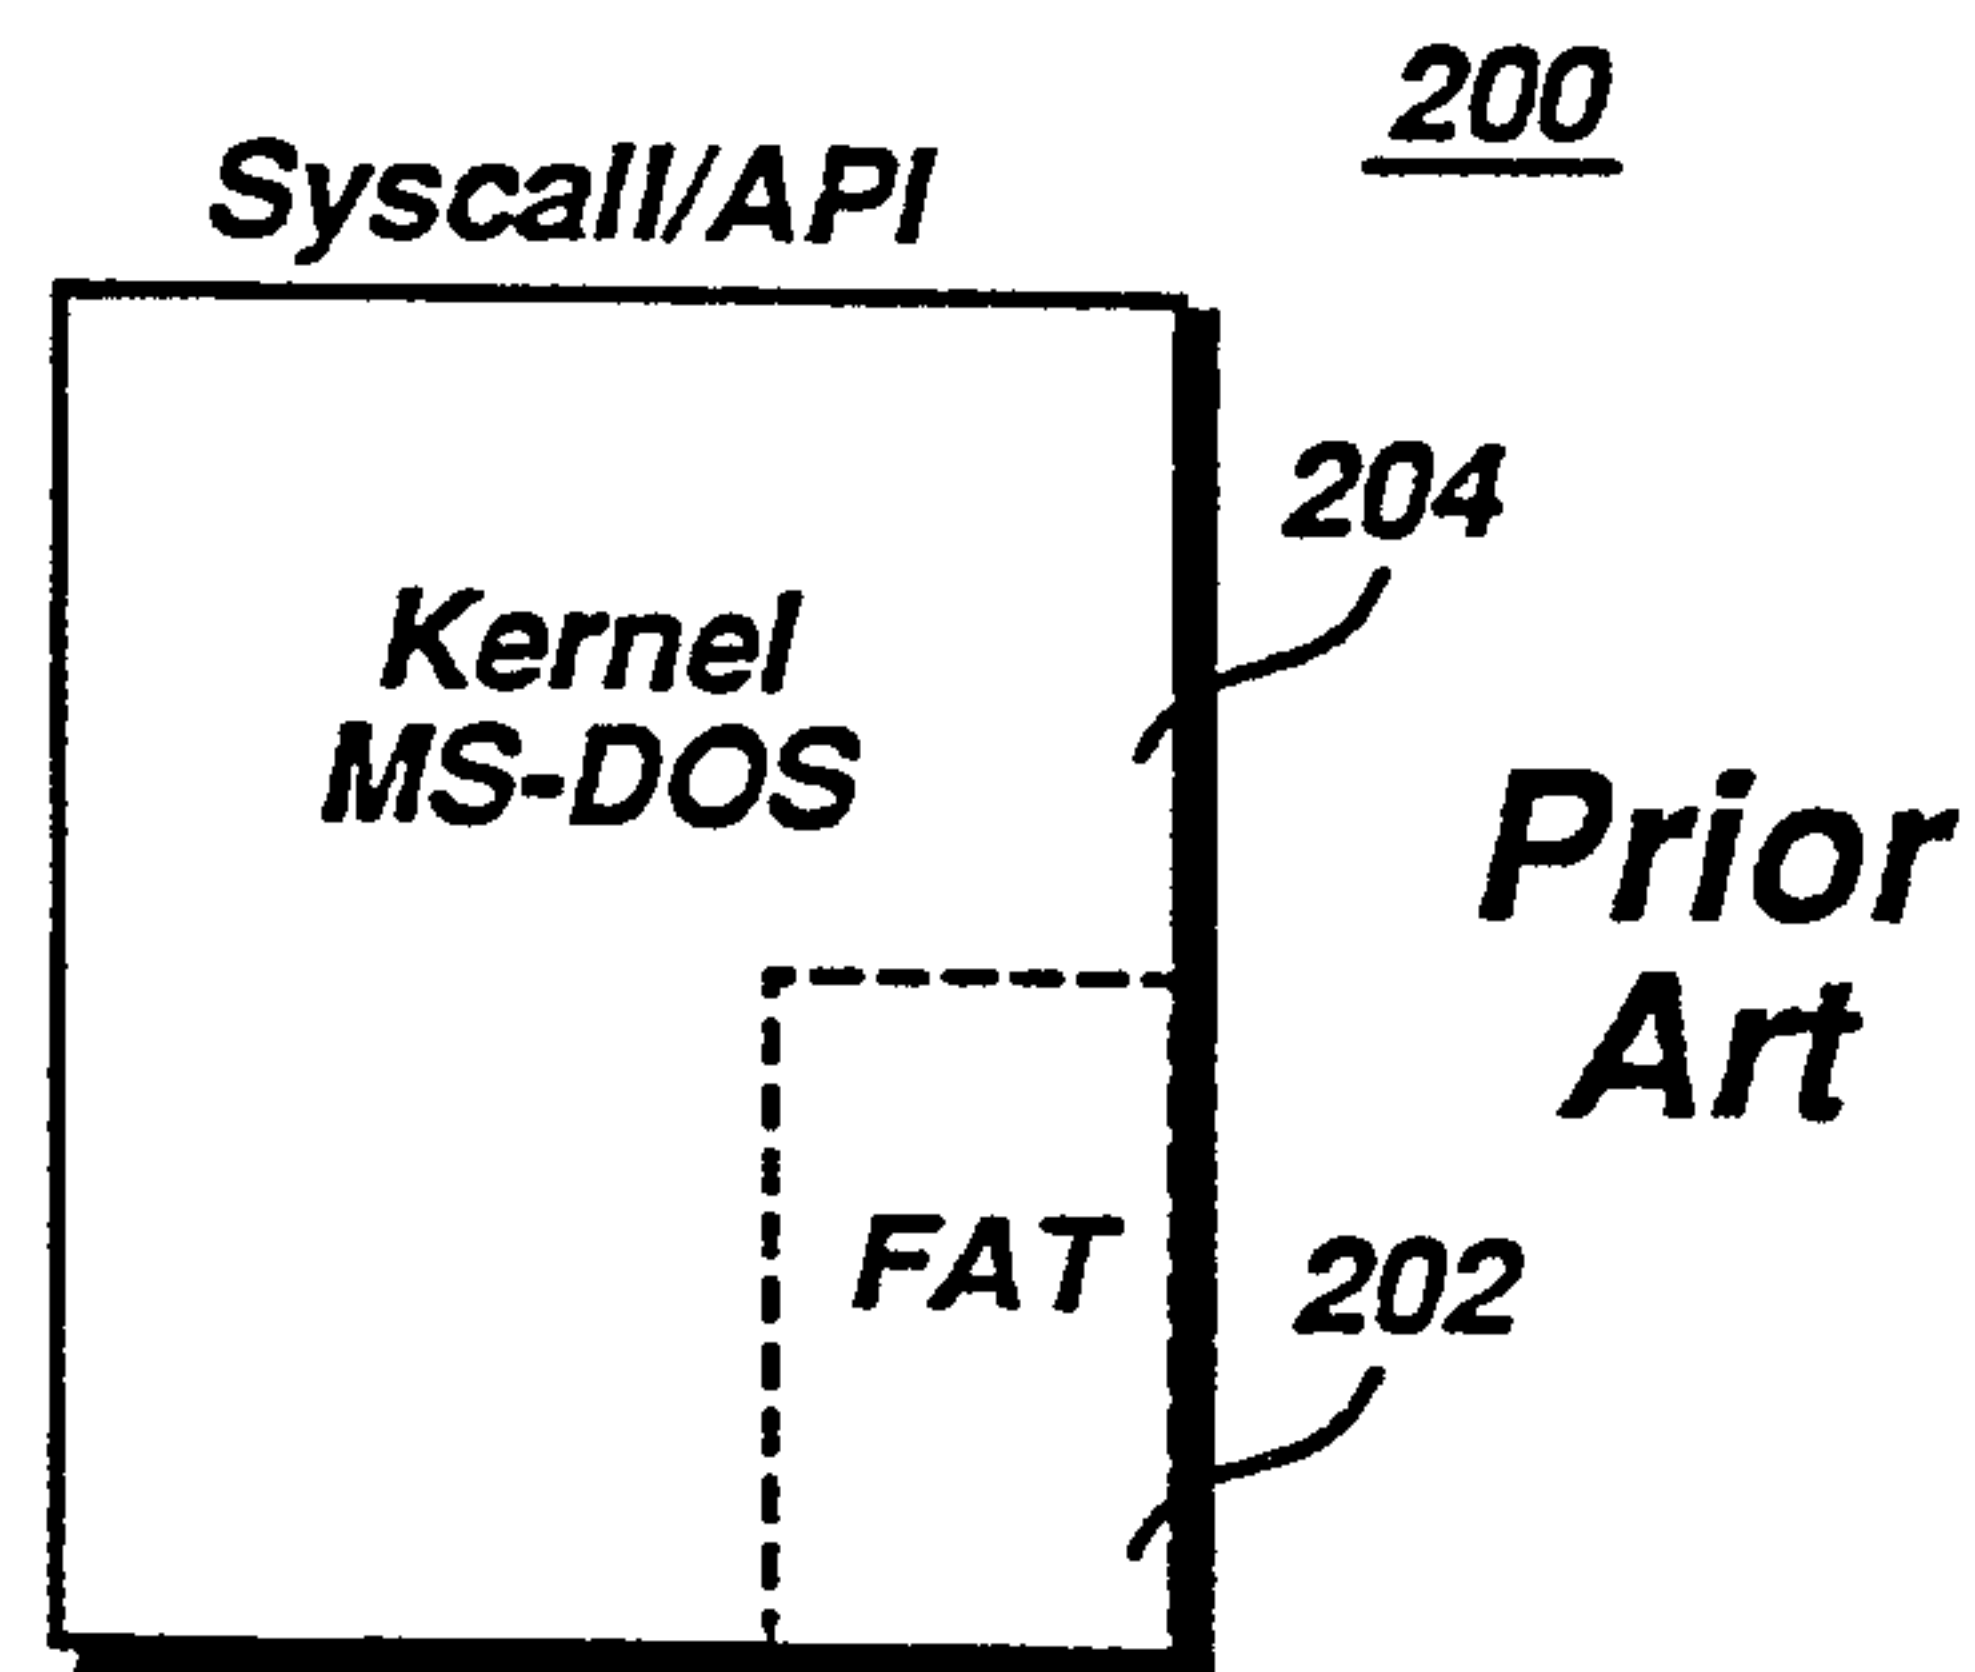 200
Syscall/API
204
Kernel
MS-DOS
Prior
Art
FAT
202